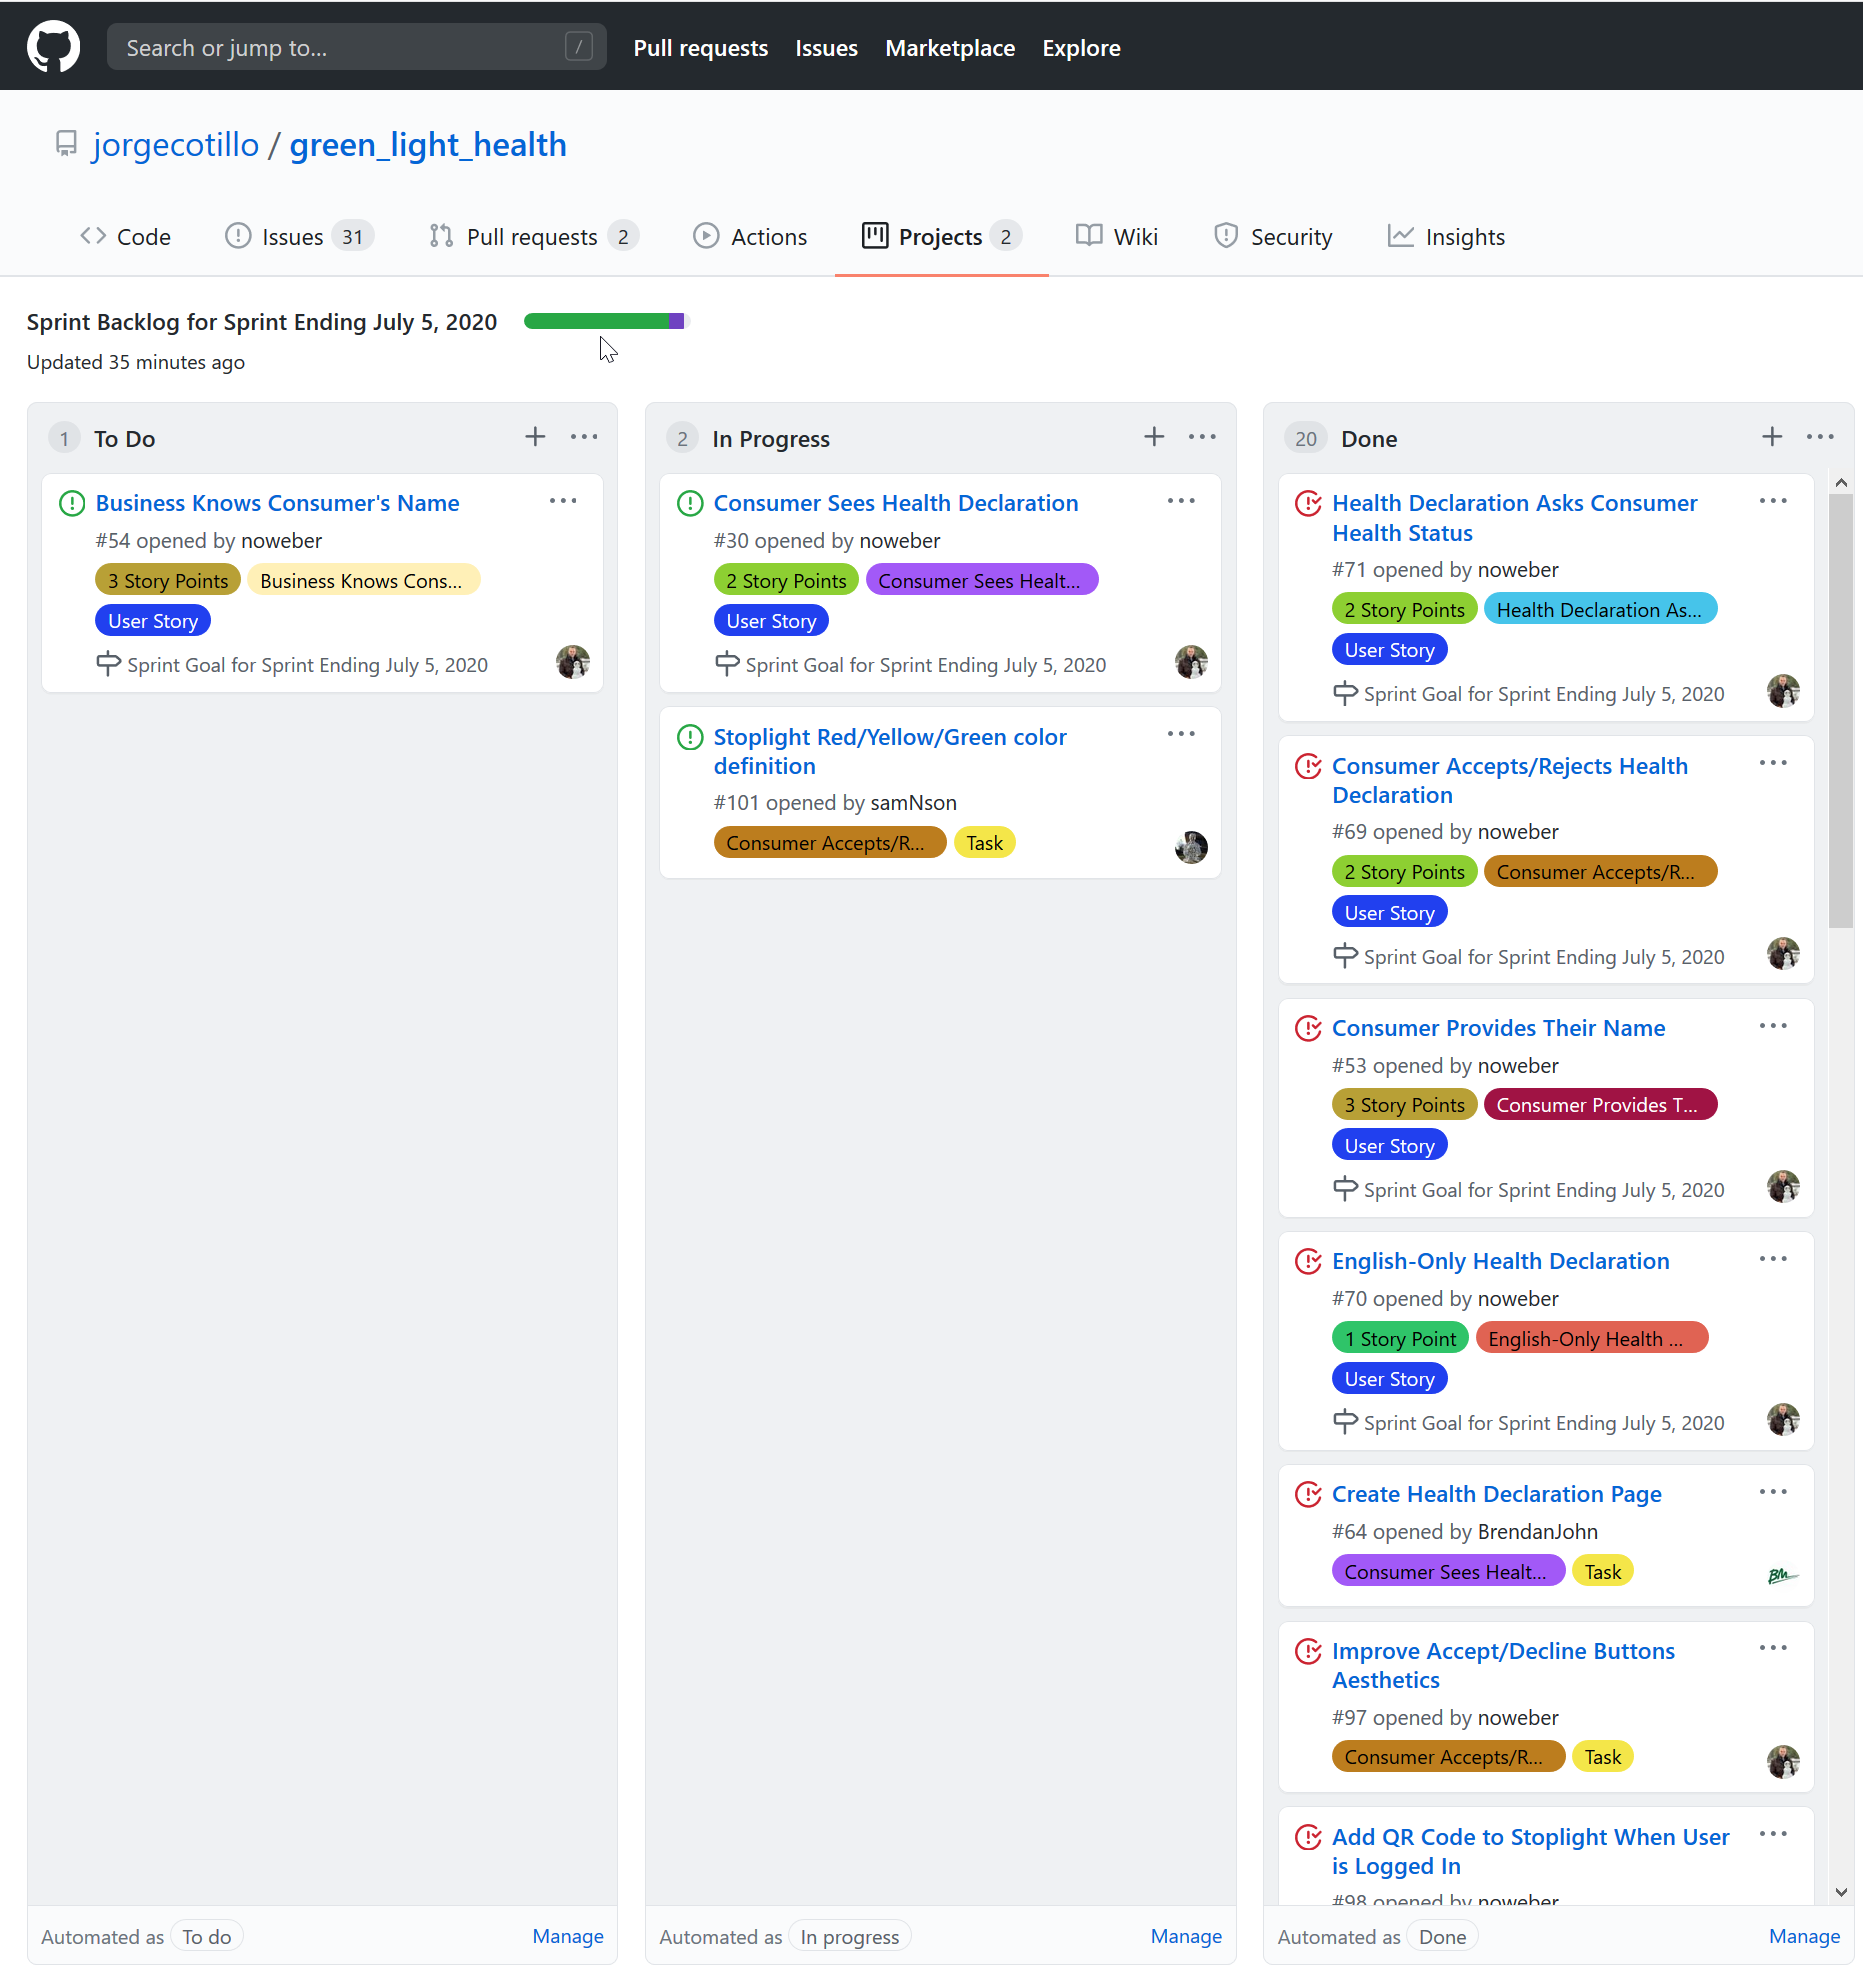 Search or jump to...
/
Pull requests
Issues
Marketplace
Explore
jorgecotillo / green_light_health
Code
Issues 31
Pull requests 2
Actions
Projects 2
Wiki
Security
Insights
Sprint Backlog for Sprint Ending July 5, 2020
Updated 35 minutes ago
1 To Do
Business Knows Consumer's Name
#54 opened by noweber
3 Story Points Business Knows Cons...
User Story
Sprint Goal for Sprint Ending July 5, 2020
Automated as To do
Manage
2 In Progress
Consumer Sees Health Declaration
#30 opened by noweber
2 Story Points Consumer Sees Healt...
User Story
Sprint Goal for Sprint Ending July 5, 2020
Stoplight Red/Yellow/Green color
definition
#101 opened by samNson
Consumer Accepts/R... Task
Automated as In progress
Manage
20 Done
Health Declaration Asks Consumer
Health Status
#71 opened by noweber
2 Story Points Health Declaration As...
User Story
Sprint Goal for Sprint Ending July 5, 2020
Consumer Accepts/Rejects Health
Declaration
#69 opened by noweber
2 Story Points Consumer Accepts/R...
User Story
Sprint Goal for Sprint Ending July 5, 2020
Consumer Provides Their Name
#53 opened by noweber
3 Story Points Consumer Provides T...
User Story
Sprint Goal for Sprint Ending July 5, 2020
English-Only Health Declaration
#70 opened by noweber
1 Story Point English-Only Health ...
User Story
Sprint Goal for Sprint Ending July 5, 2020
Create Health Declaration Page
#64 opened by BrendanJohn
Consumer Sees Healt... Task
BM
Improve Accept/Decline Buttons
Aesthetics
#97 opened by noweber
Consumer Accepts/R... Task
Add QR Code to Stoplight When User
is Logged In
#98 opened by noweber
Automated as Done
Manage